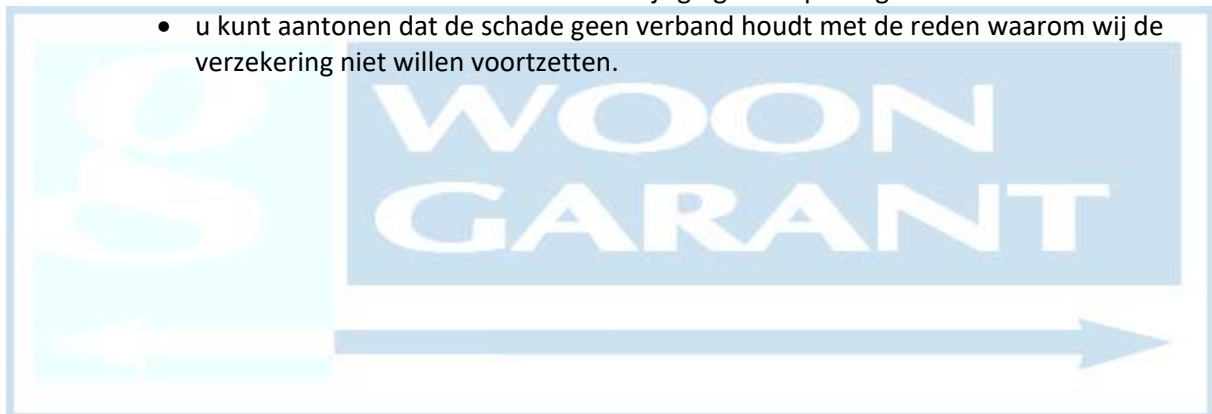 • u kunt aantonen dat de schade geen verband houdt met de reden waarom wij de
verzekering niet willen voortzetten.
g
WOON
GARANT